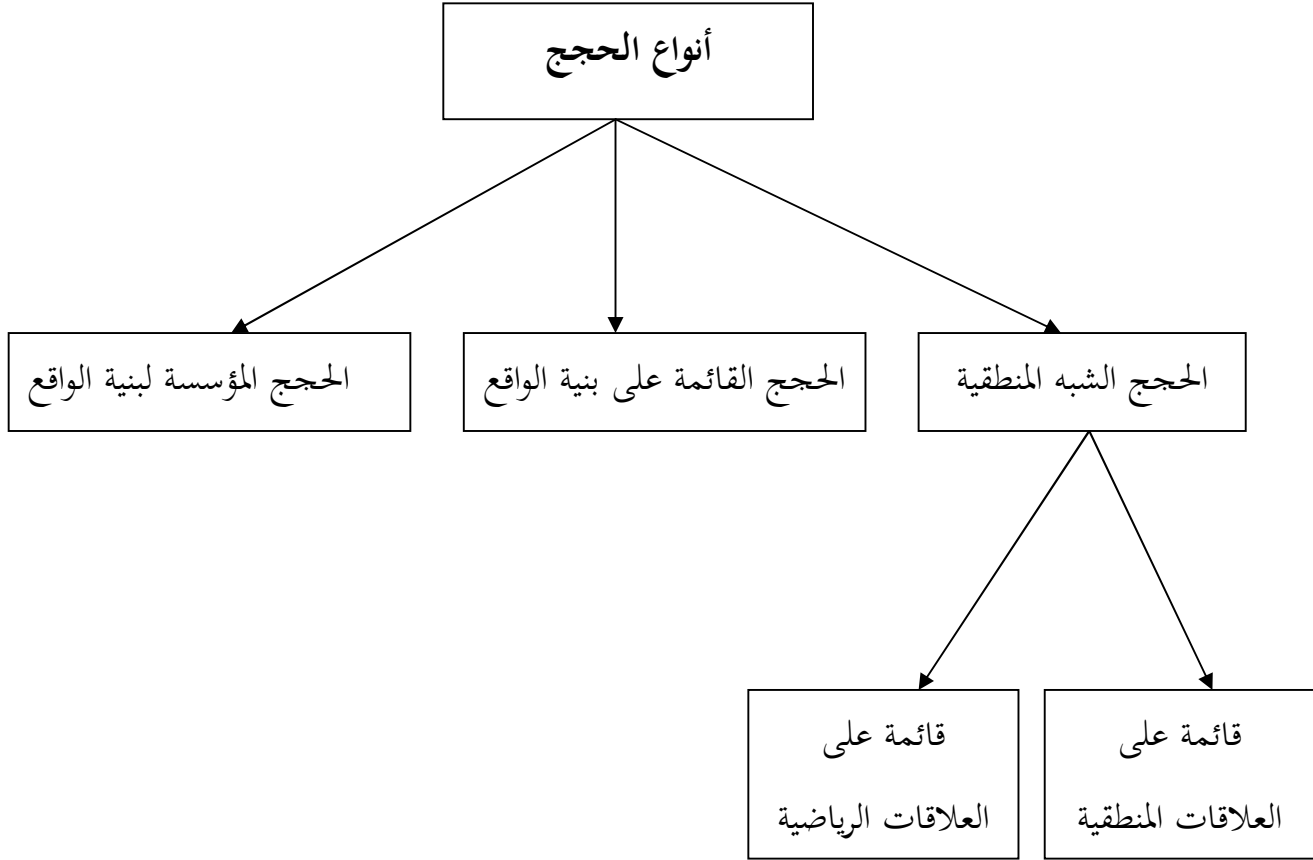 أنواع الحجج
الحجج الشبه المنطقية
الحجج القائمة على بنية الواقع
الحجج المؤسسة لبنية الواقع
قائمة على
العلاقات المنطقية
قائمة على
العلاقات الرياضية